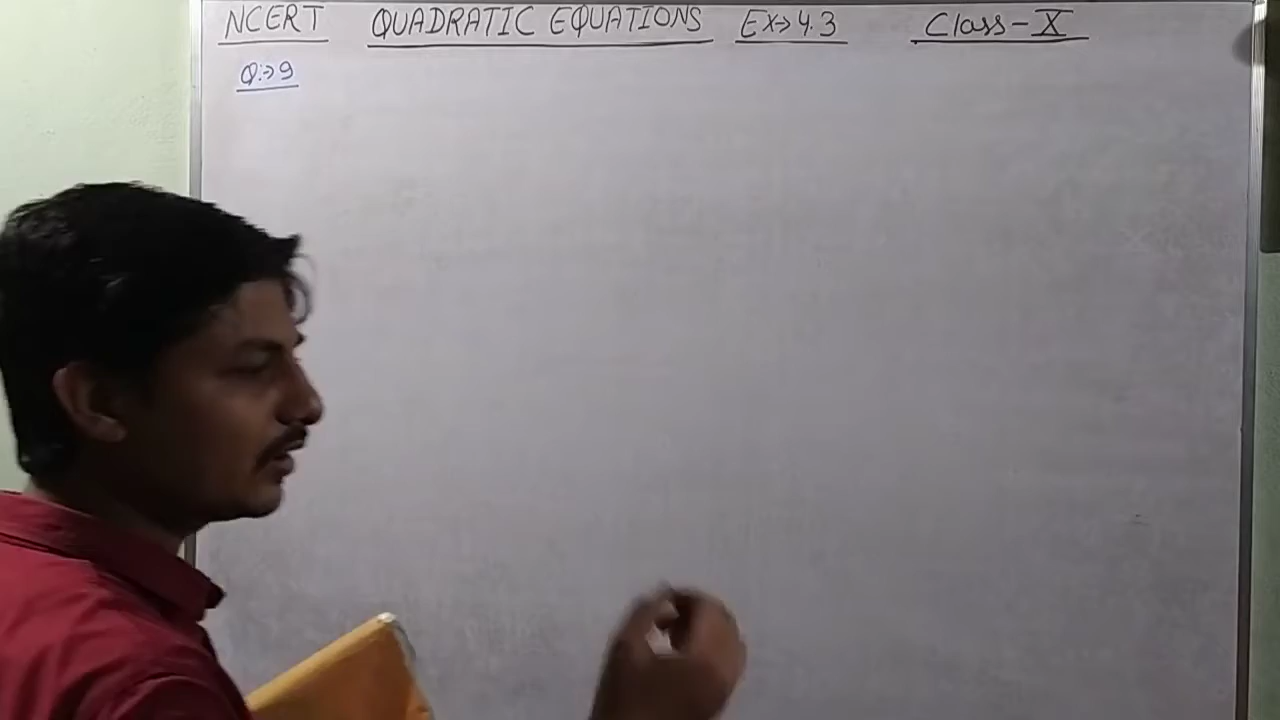 NCERT QUADRATIC EQUATIONS Ex→4.3 Class-X
Q:→9